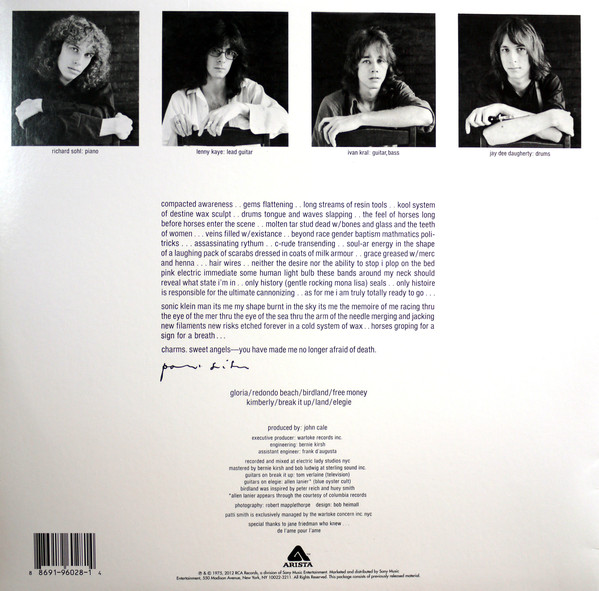 richard sohl: piano
lenny kaye: lead guitar
ivan kral: guitar, bass
jay dee daugherty: drums
compacted awareness . . gems flattening . . long streams of resin tools . . kool system
of destine wax sculpt . . drums tongue and waves slapping . . the feel of horses long
before horses enter the scene . . molten tar stud dead w/bones and glass and the teeth
of women . . . veins filled w/existance . . beyond race gender baptism mathmatics poli-
tricks . . . assassinating rythum . . c-rude transending . . soul-ar energy in the shape
of a laughing pack of scarabs dressed in coats of milk armour . . grace greased w/merc
and henna . . . hair wires . . neither the desire nor the ability to stop i plop on the bed
pink electric immediate some human light bulb these bands around my neck should
reveal what state i'm in . . only history (gentle rocking mona lisa) seals . . only histoire
is responsible for the ultimate cannonizing . . as for me i am truly totally ready to go . . .
sonic klein man its me my shape burnt in the sky its me the memoire of me racing thru
the eye of the mer thru the eye of the sea thru the arm of the needle merging and jacking
new filaments new risks etched forever in a cold system of wax . . horses groping for a
sign for a breath . . .
charms. sweet angels—you have made me no longer afraid of death.
patti smith
gloria/redondo beach/birdland/free money
kimberly/break it up/land/elegie
produced by: john cale
executive producer: wartoke records inc.
engineering: bernie kirsh
assistant engineer: frank d'augusta
recorded and mixed at electric lady studios nyc
mastered by bernie kirsh and bob ludwig at sterling sound inc.
guitars on break it up: tom verlaine (television)
guitars on elegie: allen lanier* (blue oyster cult)
birdland was inspired by peter reich and huey smith
*allen lanier appears through the courtesy of columbia records
photography: robert mapplethorpe design: bob heimall
patti smith is exclusively managed by the wartoke concern inc. nyc
special thanks to jane friedman who knew . . .
de l'ame pour l'ame
ARISTA
℗ & © 1975, 2012 RCA Records, a division of Sony Music Entertainment Marketed and distributed by Sony Music
Entertainment, 550 Madison Avenue, New York, NY 10022-3211. All Rights Reserved. This package consists of previously released material.
8 8691-96028-1 4